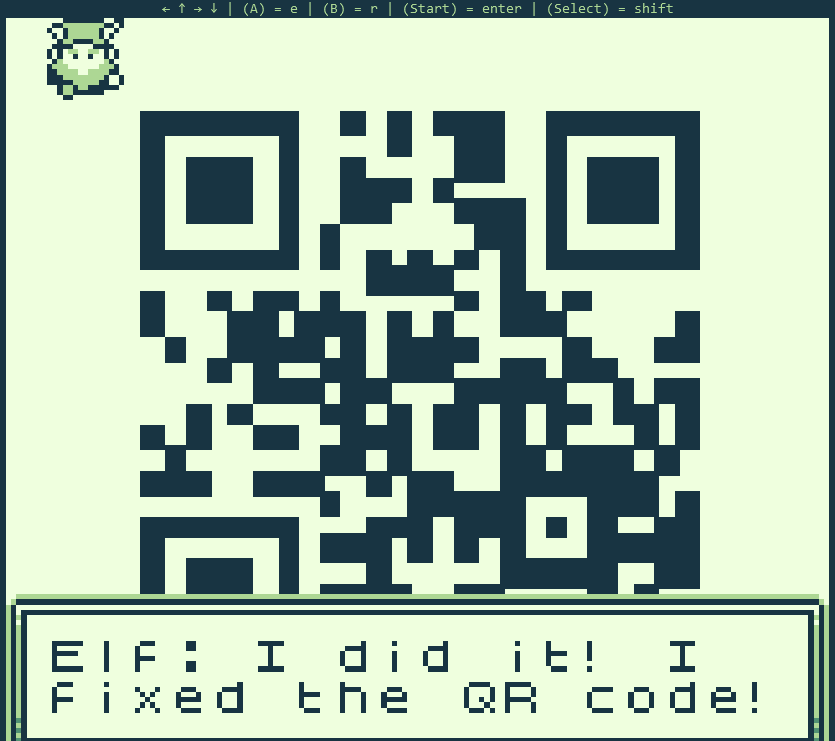 ← ↑ → ↓ | (A) = e | (B) = r | (Start) = enter | (Select) = shift
Elf: I did it! I
fixed the QR code!